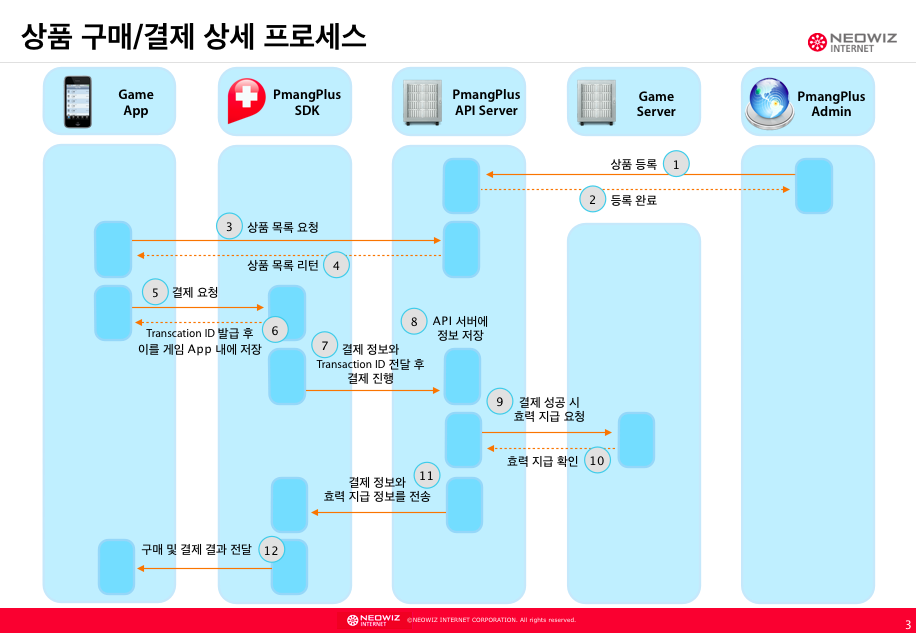 상품 구매/결제 상세 프로세스
NEOWIZ
INTERNET
Game
App
PmangPlus
SDK
PmangPlus
API Server
Game
Server
PmangPlus
Admin
상품 등록 1
2 등록 완료
3 상품 목록 요청
상품 목록 리턴 4
5 결제 요청
6
Transcation ID 발급 후
이를 게임 App 내에 저장
7 결제 정보와
Transaction ID 전달 후
결제 진행
8 API 서버에
정보 저장
9 결제 성공 시
효력 지급 요청
효력 지급 확인 10
11
결제 정보와
효력 지급 정보를 전송
구매 및 결제 결과 전달 12
NEOWIZ
INTERNET
©NEOWIZ INTERNET CORPORATION. All rights reserved.
3